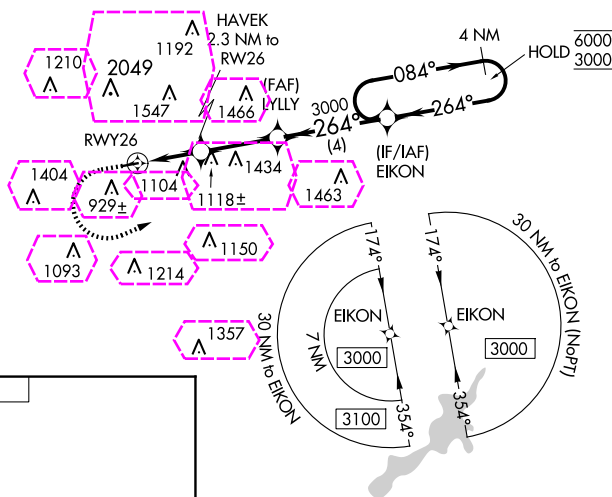 HAVEK
2.3 NM to
RW26
1192
1210
2049
1547
1466
(FAF)
LYLLY
3000
264°
(4)
4 NM
084°
264°
HOLD
6000
3000
(IF/IAF)
EIKON
RWY26
1404
929±
1104
1118±
1434
1463
1093
1214
1150
1357
174°
EIKON
7 NM
3000
3100
354°
30 NM to EIKON
174°
EIKON
3000
354°
30 NM to EIKON (NoPT)